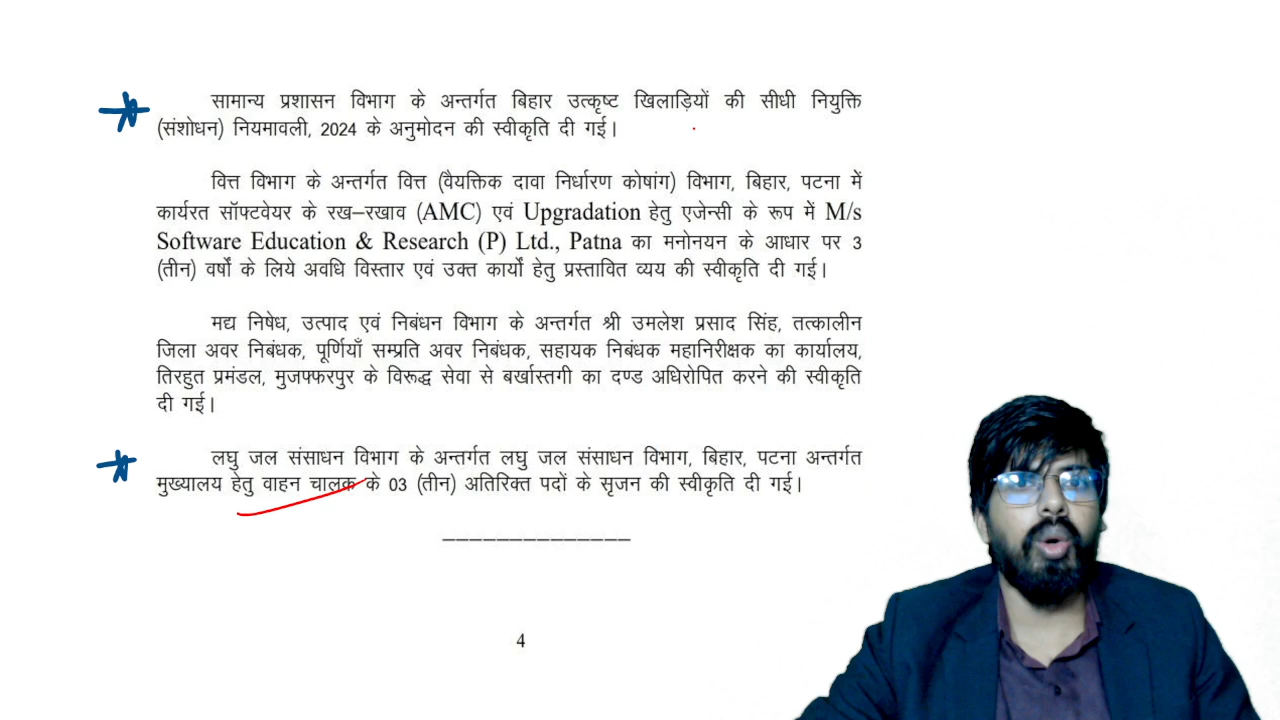 सामान्य प्रशासन विभाग के अन्तर्गत बिहार उत्कृष्ट खिलाड़ियों की सीधी नियुक्ति
(संशोधन) नियमावली, 2024 के अनुमोदन की स्वीकृति दी गई।
वित्त विभाग के अन्तर्गत वित्त (वैयक्तिक दावा निर्धारण कोषांग) विभाग, बिहार, पटना में
कार्यरत सॉफ्टवेयर के रख–रखाव (AMC) एवं Upgradation हेतु एजेन्सी के रूप में M/s
Software Education & Research (P) Ltd., Patna का मनोनयन के आधार पर 3
(तीन) वर्षों के लिये अवधि विस्तार एवं उक्त कार्यों हेतु प्रस्तावित व्यय की स्वीकृति दी गई।
मद्य निषेध, उत्पाद एवं निबंधन विभाग के अन्तर्गत श्री उमलेश प्रसाद सिंह, तत्कालीन
जिला अवर निबंधक, पूर्णियाँ सम्प्रति अवर निबंधक, सहायक निबंधक महानिरीक्षक का कार्यालय,
तिरहुत प्रमंडल, मुजफ्फरपुर के विरूद्ध सेवा से बर्खास्तगी का दण्ड अधिरोपित करने की स्वीकृति
दी गई।
लघु जल संसाधन विभाग के अन्तर्गत लघु जल संसाधन विभाग, बिहार, पटना अन्तर्गत
मुख्यालय हेतु वाहन चालक के 03 (तीन) अतिरिक्त पदों के सृजन की स्वीकृति दी गई।
4